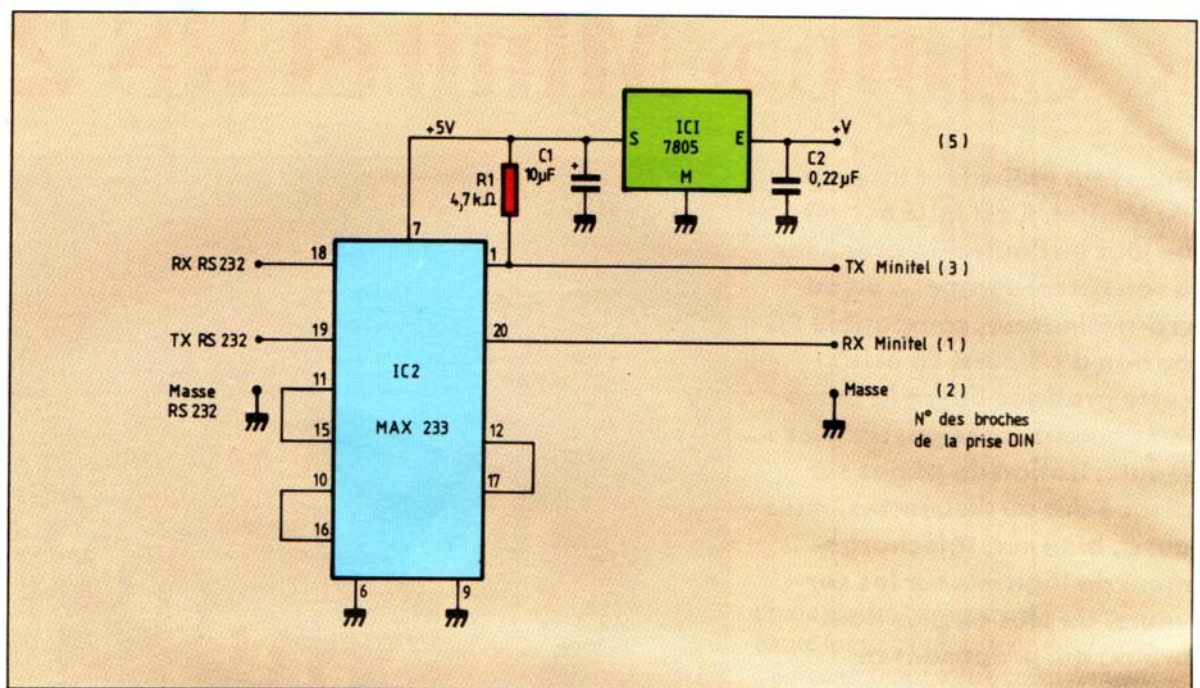 +5V
S
IC1
7805
E
M
+V
(5)
C1
10µF
+
R1
4,7kΩ
C2
0,22µF
7
RX RS 232
18
1
TX Minitel (3)
TX RS 232
19
20
RX Minitel (1)
IC2
MAX 233
11
Masse
RS 232
15
12
17
10
16
Masse
(2)
N° des broches
de la prise DIN
6
9